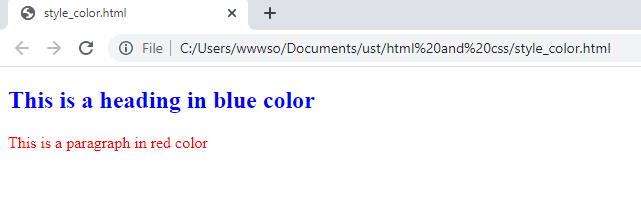 style_color.html
File | C:/Users/wwwso/Documents/ust/html%20and%20css/style_color.html
This is a heading in blue color
This is a paragraph in red color